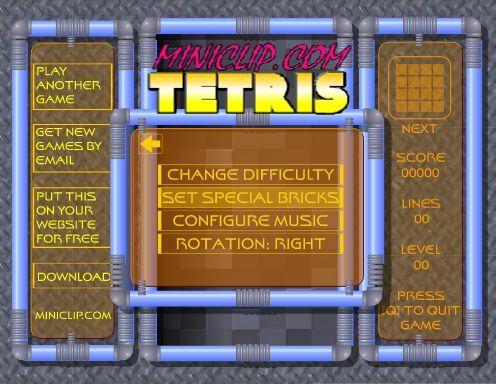 MINICLIP.COM
TETRIS
PLAY
ANOTHER
GAME
GET NEW
GAMES BY
EMAIL
PUT THIS
ON YOUR
WEBSITE
FOR FREE
DOWNLOAD
MINICLIP.COM
CHANGE DIFFICULTY
SET SPECIAL BRICKS
CONFIGURE MUSIC
ROTATION: RIGHT
NEXT
SCORE
00000
LINES
00
LEVEL
00
PRESS
[Q] TO QUIT
GAME